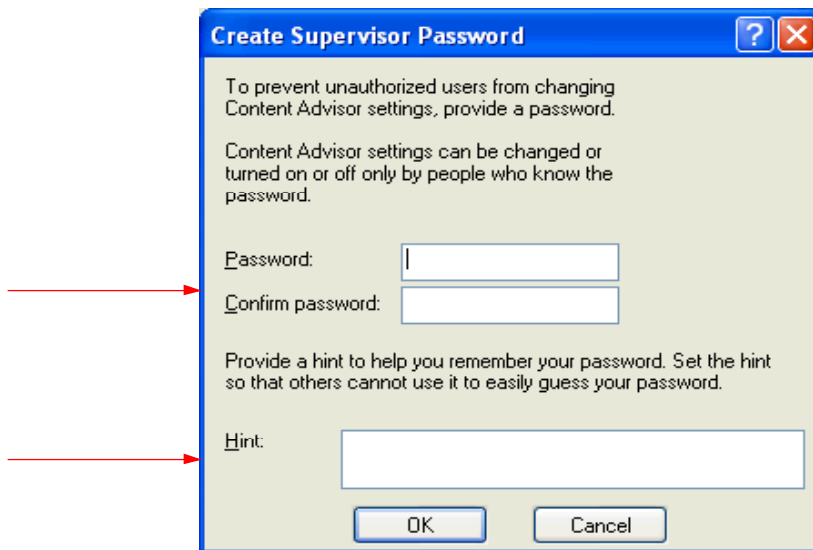 Create Supervisor Password
To prevent unauthorized users from changing
Content Advisor settings, provide a password.
Content Advisor settings can be changed or
turned on or off only by people who know the
password.
Password:
Confirm password:
Provide a hint to help you remember your password. Set the hint
so that others cannot use it to easily guess your password.
Hint:
OK Cancel